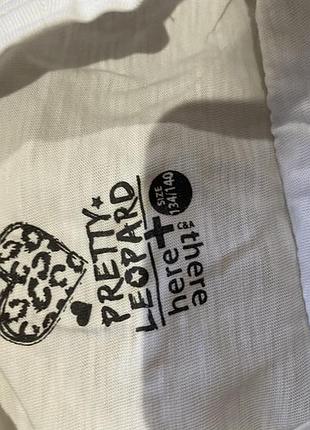 PRETTY
LEOPARD
here+there
C&A
SIZE
134/140